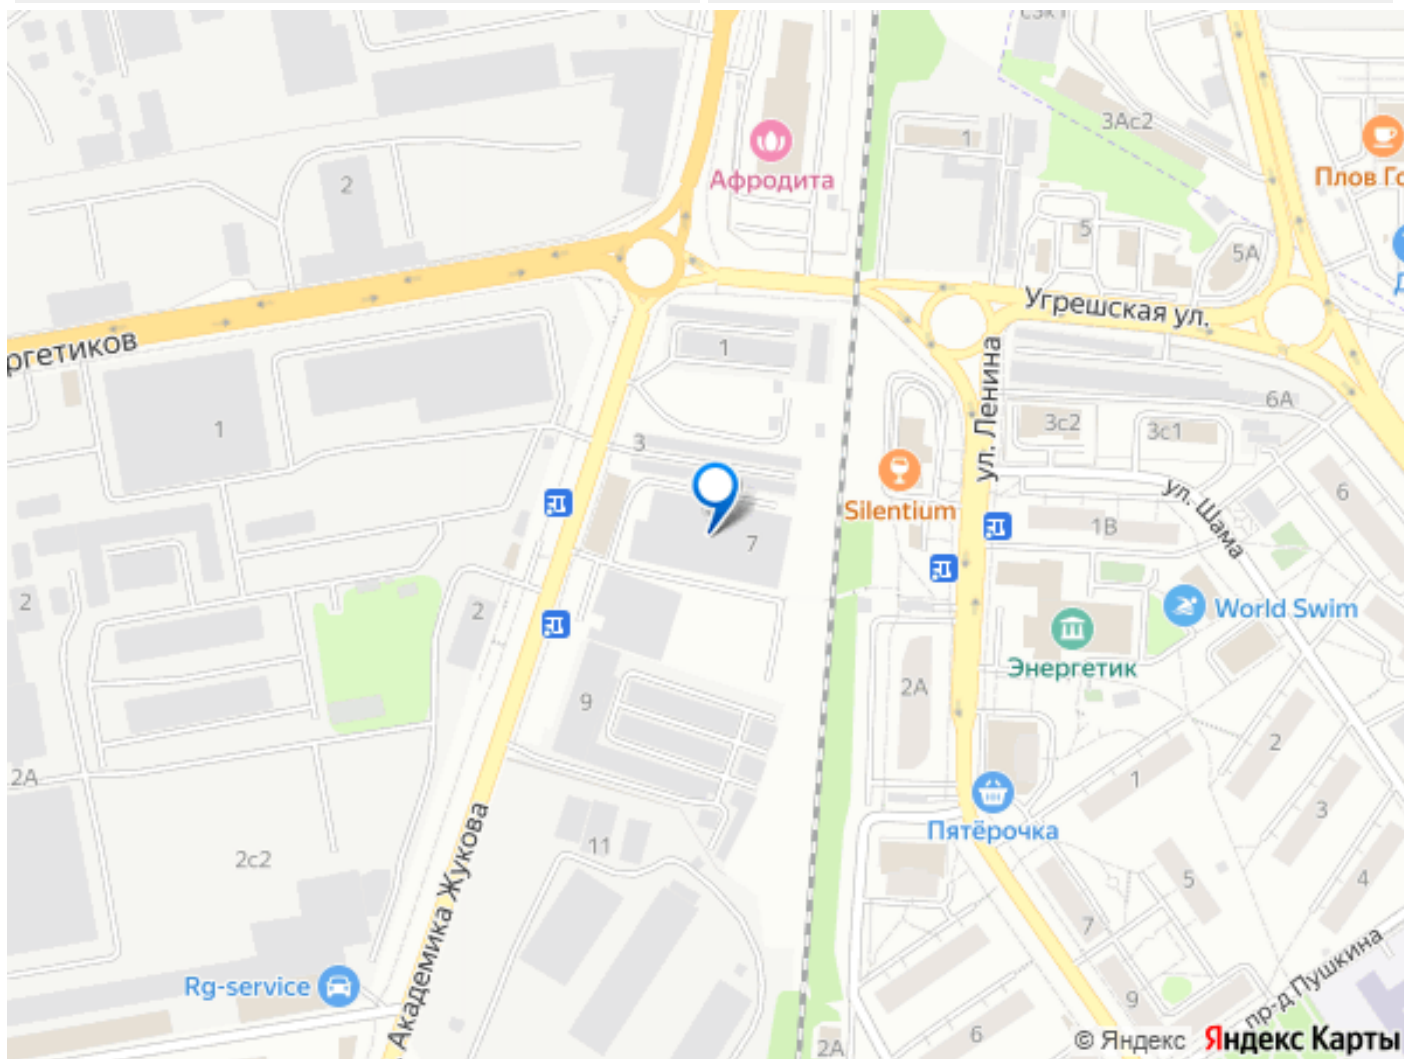 1
3Ас2
2
Афродита
Плов Го
5
5А
Угрешская ул.
ргетиков
1
ул. Ленина
6А
1
3с2
3с1
3
Silentium
ул. Шама
6
1В
7
2
2
World Swim
Энергетик
2А
9
2
2А
1
3
Академика Жукова
Пятёрочка
11
2с2
5
4
7
пр-д Пушкина
Rg-service
9
6
2А
© Яндекс Яндекс Карты